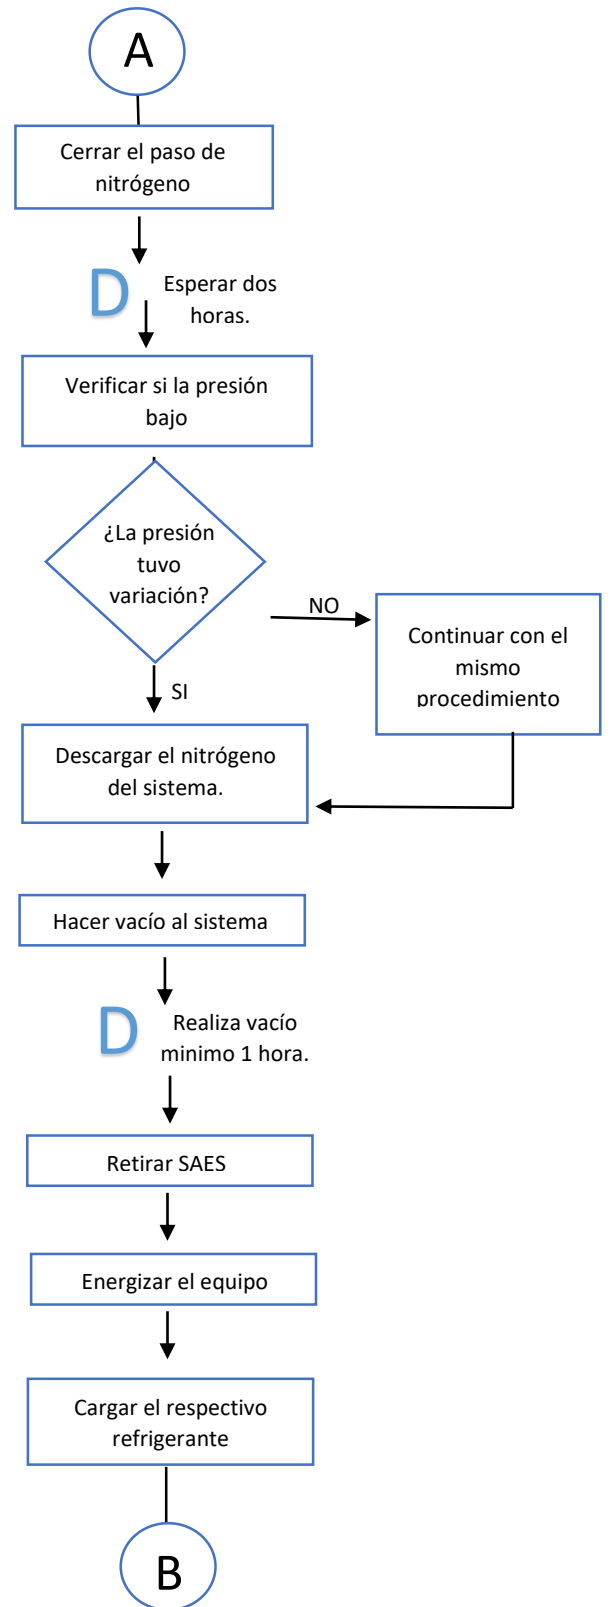 A
Cerrar el paso de
nitrógeno
D
Esperar dos
horas.
Verificar si la presión
bajo
¿La presión
tuvo
variación?
NO
Continuar con el
mismo
procedimiento
SI
Descargar el nitrógeno
del sistema.
Hacer vacío al sistema
D
Realiza vacío
minimo 1 hora.
Retirar SAES
Energizar el equipo
Cargar el respectivo
refrigerante
B